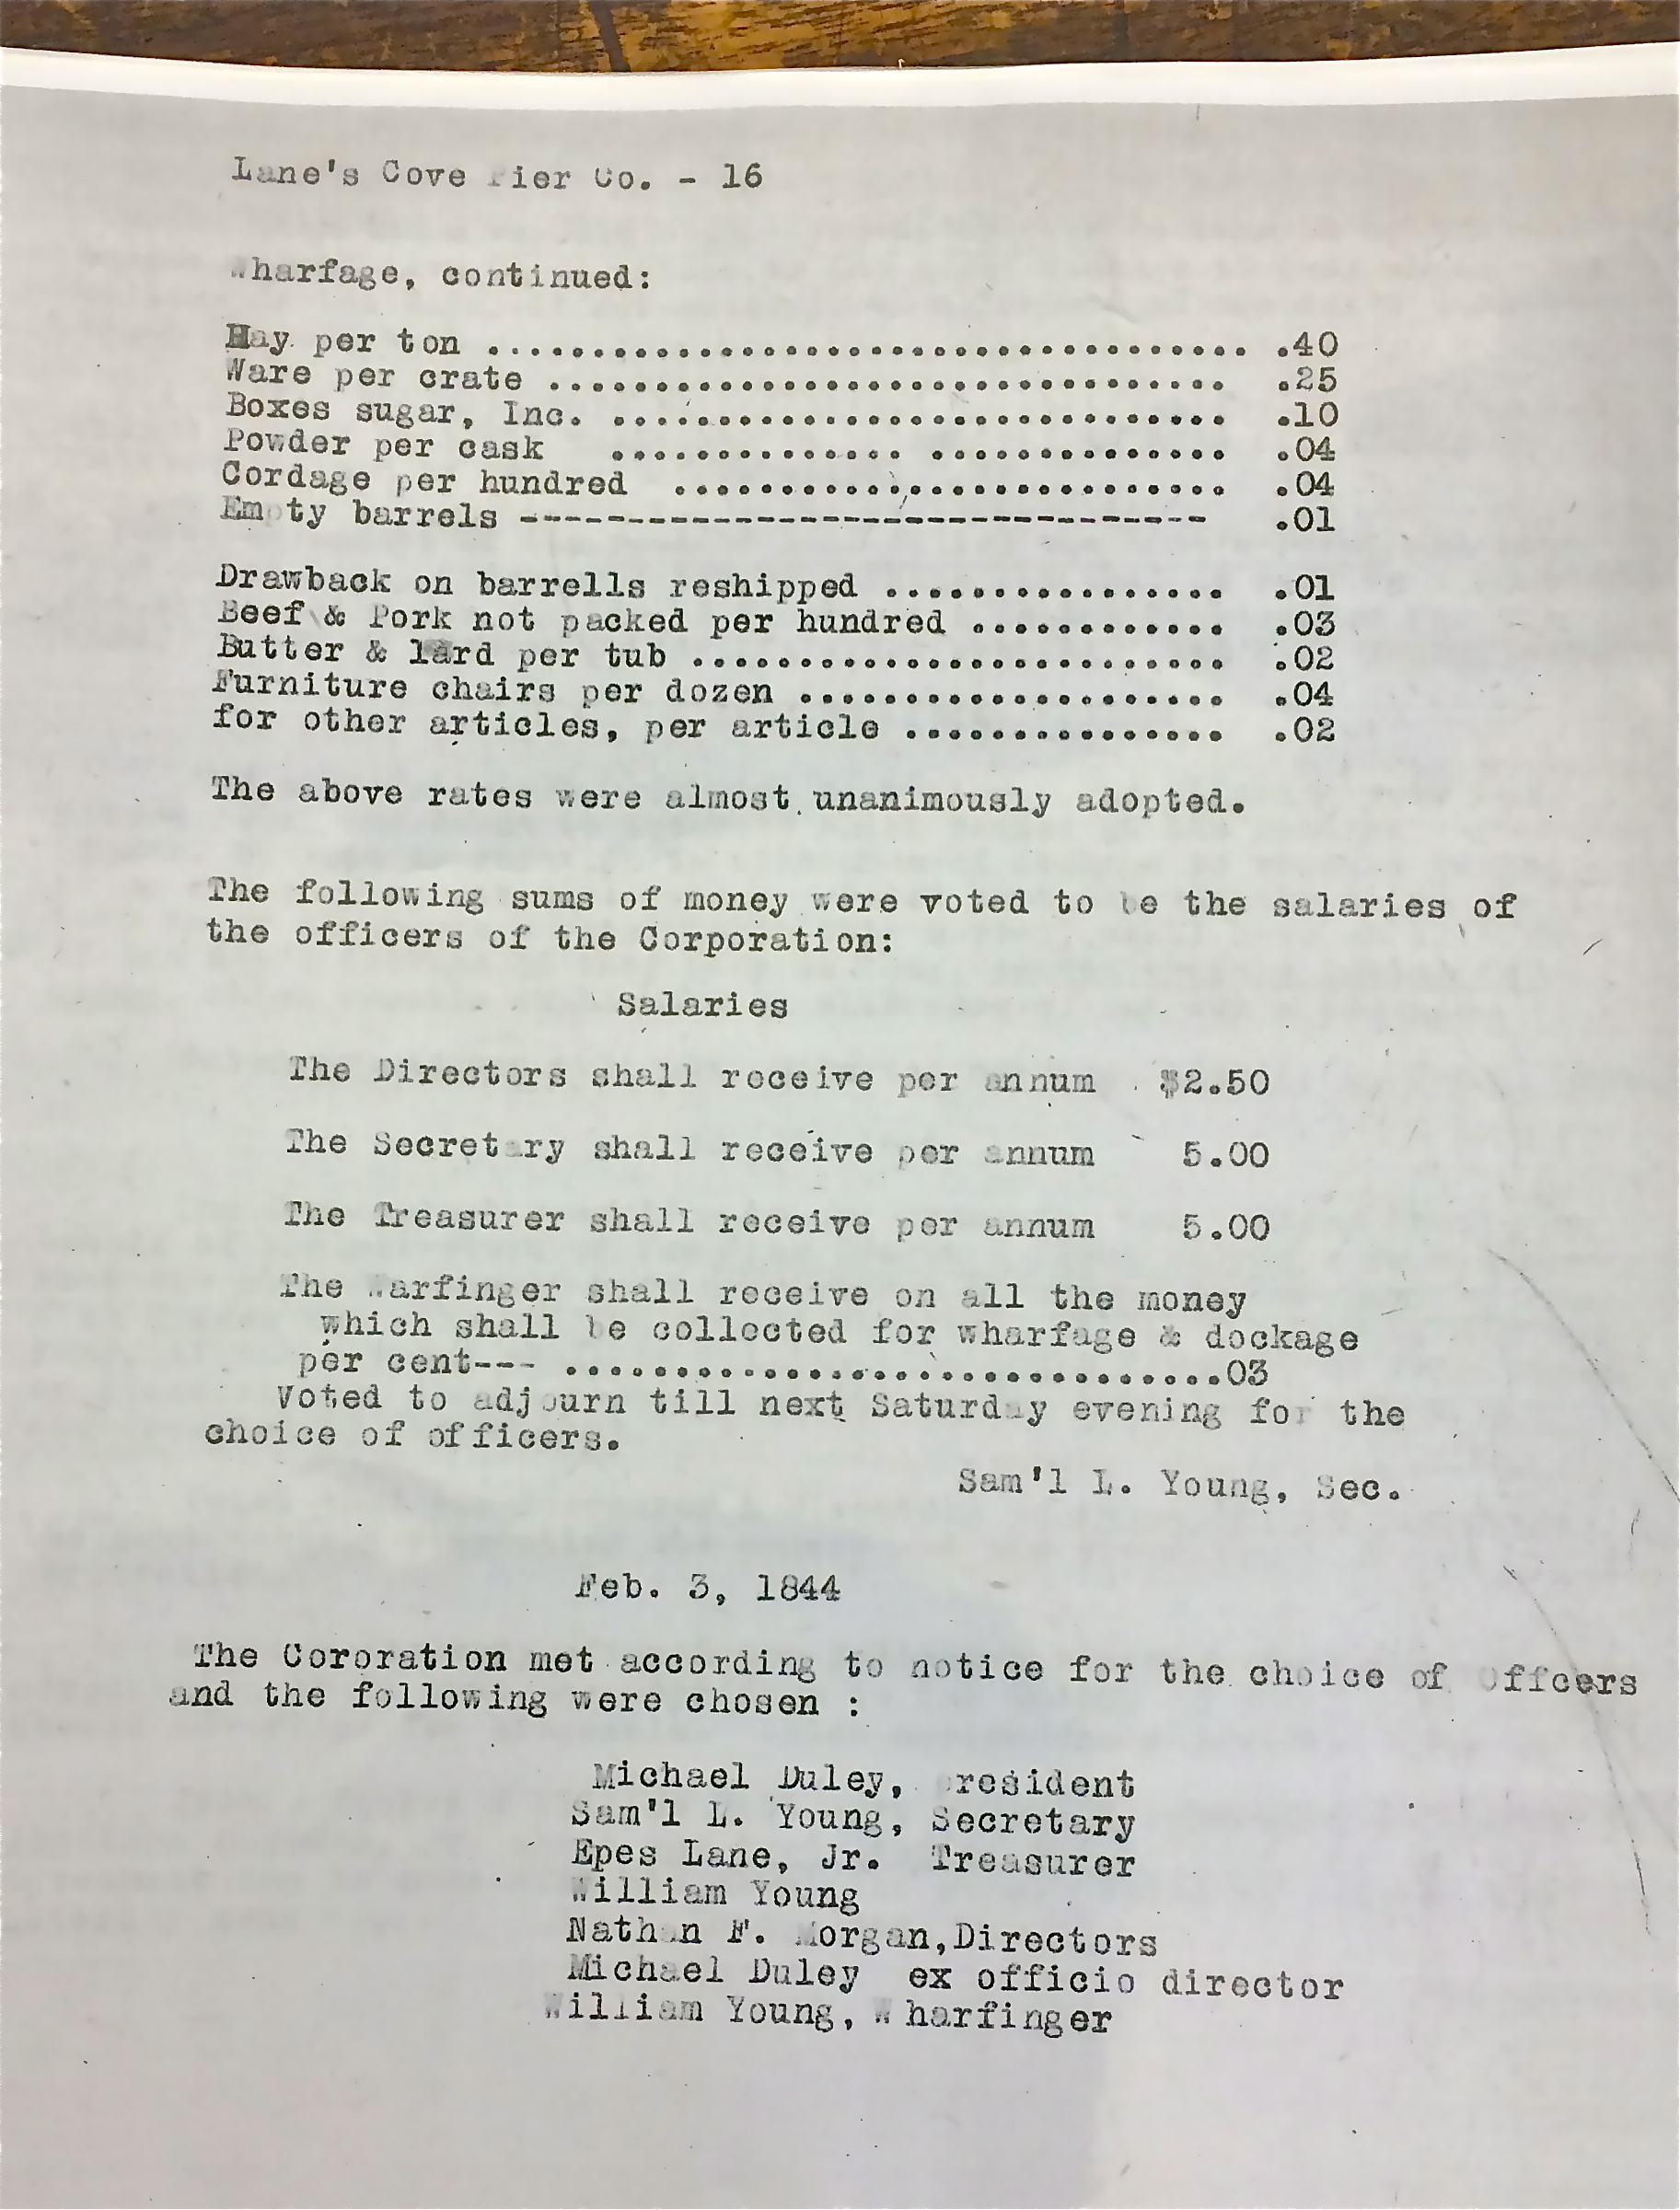 Lane's Cove Pier Co. - 16
Wharfage, continued:
Hay per ton .................................... .40
Ware per crate ................................ .25
Boxes sugar, Inc. ............................. .10
Powder per cask .............. .............. .04
Cordage per hundred .......................... .04
Empty barrels -------------------------------- .01
Drawback on barrells reshipped ................ .01
Beef & Pork not packed per hundred ............ .03
Butter & lard per tub ......................... .02
Furniture chairs per dozen .................... .04
for other articles, per article ............... .02
The above rates were almost unanimously adopted.
The following sums of money were voted to be the salaries of
the officers of the Corporation:
Salaries
The Directors shall receive per annum $2.50
The Secretary shall receive per annum 5.00
The Treasurer shall receive per annum 5.00
The Warfinger shall receive on all the money
which shall be collected for wharfage & dockage
per cent--- ...............................03
Voted to adjourn till next Saturday evening for the
choice of officers.
Sam'l L. Young, Sec.
Feb. 3, 1844
The Cororation met according to notice for the choice of Offcers
and the following were chosen :
Michael Duley, President
Sam'l L. Young, Secretary
Epes Lane, Jr. Treasurer
William Young
Nathan F. Morgan,Directors
Michael Duley ex officio director
William Young, Wharfinger